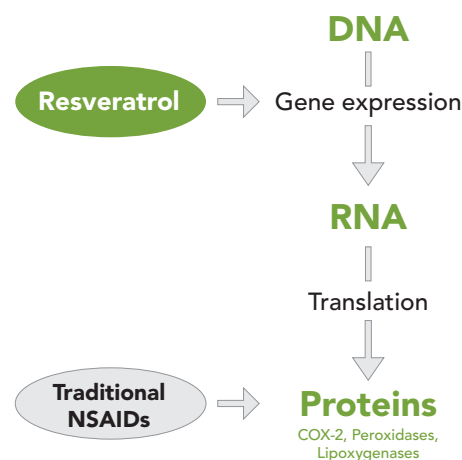 DNA
Resveratrol
Gene expression
RNA
Translation
Traditional
NSAIDs
Proteins
COX-2, Peroxidases,
Lipoxygenases